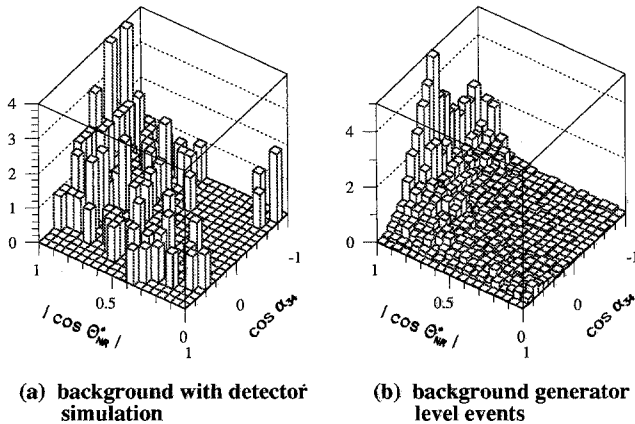 4
3
2
1
0
1
0.5
0
1
0
-1
| COS Θ*NR |
COS α34
4
2
0
1
0.5
0
1
0
-1
| COS Θ*NR |
COS α34
(a) background with detector
simulation
(b) background generator
level events